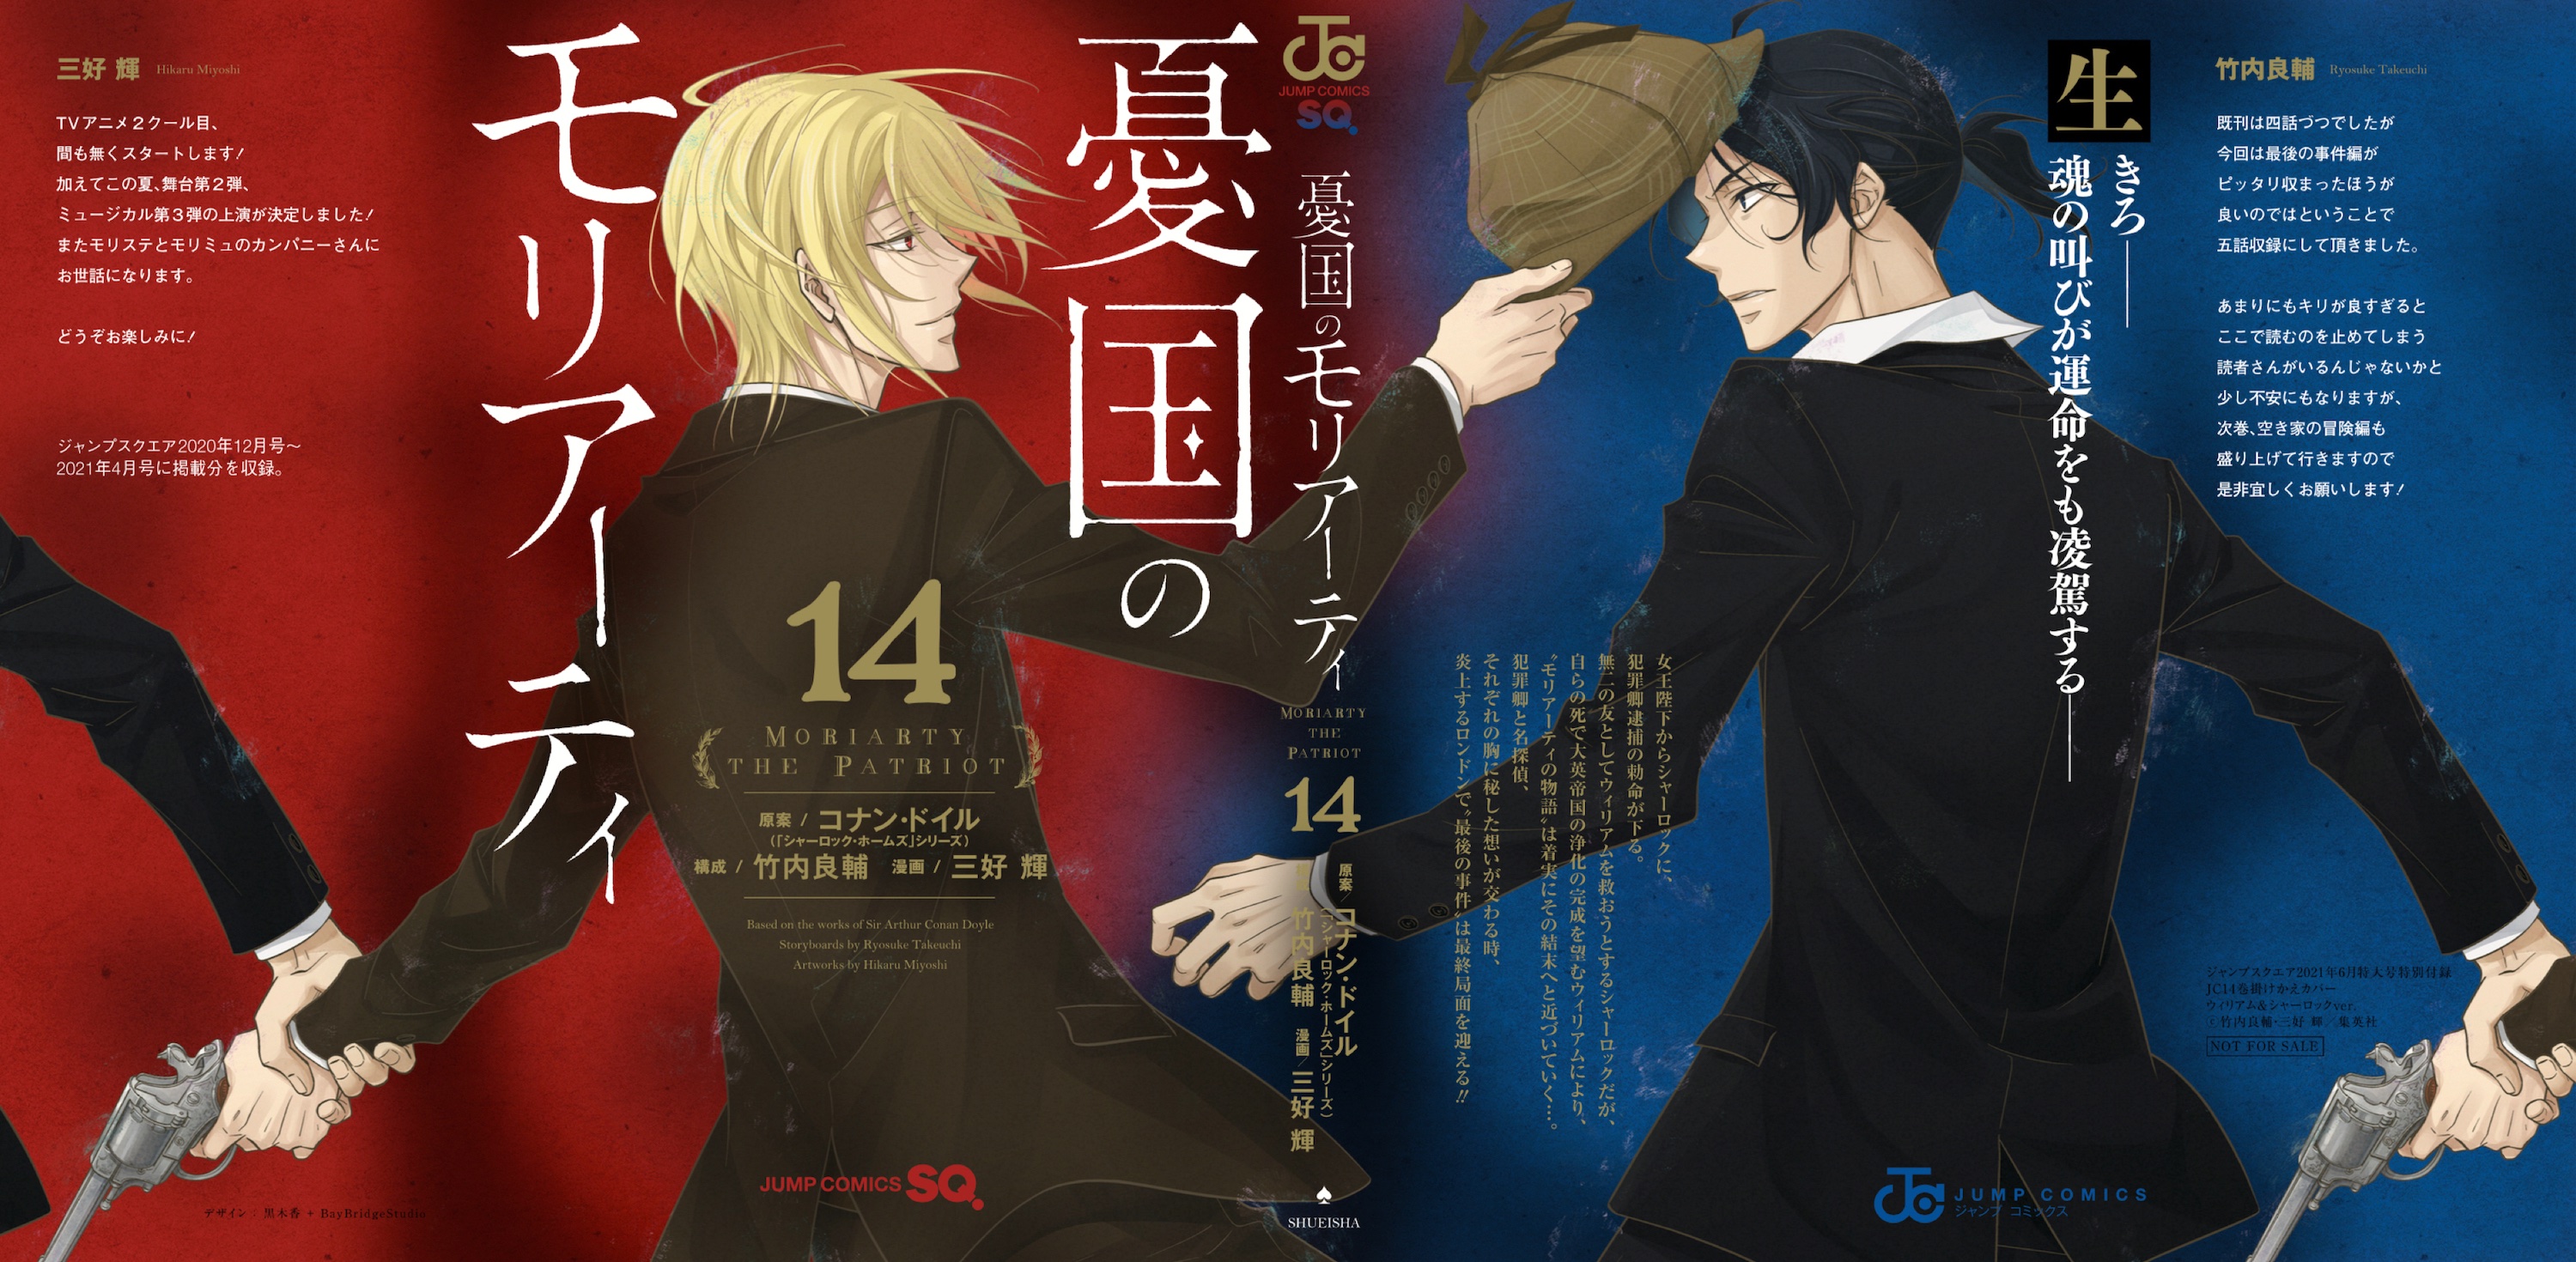 三好 輝 Hikaru Miyoshi
TVアニメ2クール目、
間も無くスタートします!
加えてこの夏、舞台第2弾、
ミュージカル第3弾の上演が決定しました!
またモリステとモリミュのカンパニーさんに
お世話になります。
どうぞお楽しみに!
ジャンプスクエア2020年12月号〜
2021年4月号に掲載分を収録。
デザイン:黒木香 + BayBridgeStudio
憂国の
モリアーティ
14
MORIARTY
THE PATRIOT
原案 / コナン・ドイル
(「シャーロック・ホームズ」シリーズ)
構成 / 竹内良輔 漫画 / 三好 輝
Based on the works of Sir Arthur Conan Doyle
Storyboards by Ryosuke Takeuchi
Artworks by Hikaru Miyoshi
JUMP COMICS SQ.
JC
JUMP COMICS
SQ.
憂国のモリアーティ
MORIARTY
THE
PATRIOT
14
原案/コナン・ドイル
(「シャーロック・ホームズ」シリーズ)
構成/竹内良輔 漫画/三好 輝
SHUEISHA
生
きろ——
魂の叫びが運命をも凌駕する——
女王陛下からシャーロックに、
犯罪卿逮捕の勅命が下る。
無二の友としてウィリアムを救おうとするシャーロックだが、
自らの死で大英帝国の浄化の完成を望むウィリアムにより、
〝モリアーティの物語〟は着実にその結末へと近づいていく…。
犯罪卿と名探偵、
それぞれの胸に秘した想いが交わる時、
炎上するロンドンで〝最後の事件〟は最終局面を迎える!!
JC JUMP COMICS
ジャンプ コミックス
竹内良輔 Ryosuke Takeuchi
既刊は四話づつでしたが
今回は最後の事件編が
ピッタリ収まったほうが
良いのではということで
五話収録にして頂きました。
あまりにもキリが良すぎると
ここで読むのを止めてしまう
読者さんがいるんじゃないかと
少し不安にもなりますが、
次巻、空き家の冒険編も
盛り上げて行きますので
是非宜しくお願いします!
ジャンプスクエア2021年6月特大号特別付録
JC14巻掛けかえカバー
ウィリアム&シャーロックver.
©竹内良輔・三好 輝/集英社
NOT FOR SALE